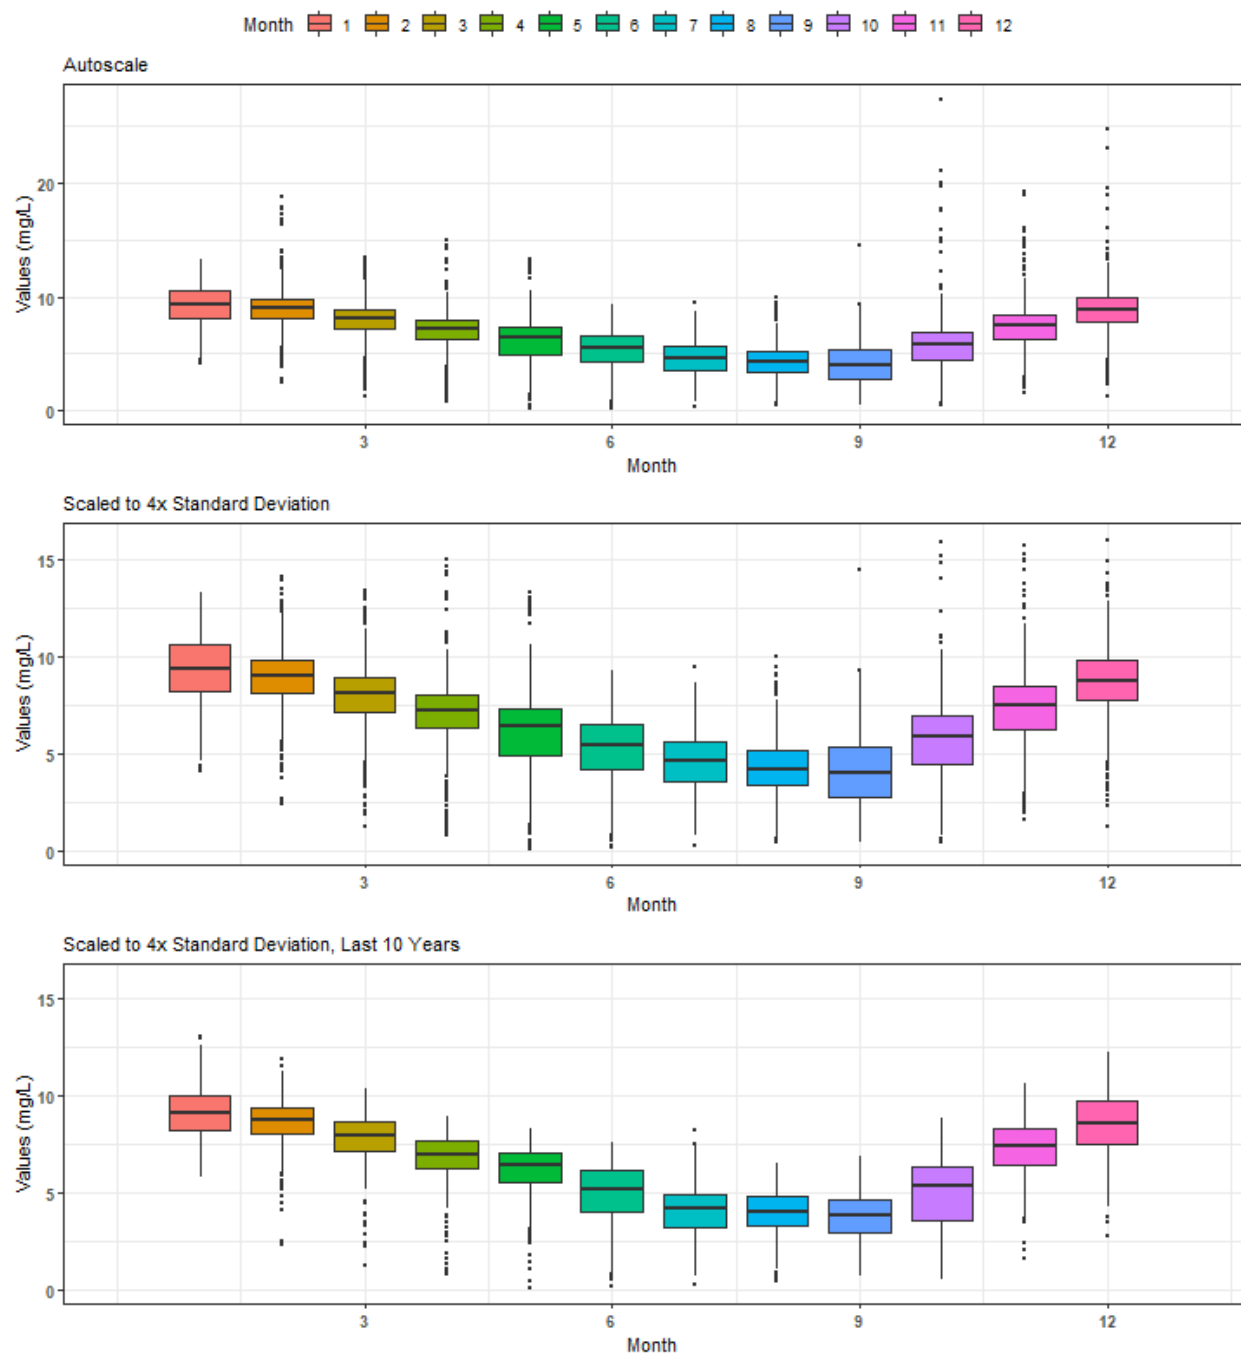 Month 1 2 3 4 5 6 7 8 9 10 11 12
Autoscale
Values (mg/L)
20
10
0
3 6 9 12
Month
Scaled to 4x Standard Deviation
Values (mg/L)
15
10
5
0
3 6 9 12
Month
Scaled to 4x Standard Deviation, Last 10 Years
Values (mg/L)
15
10
5
0
3 6 9 12
Month